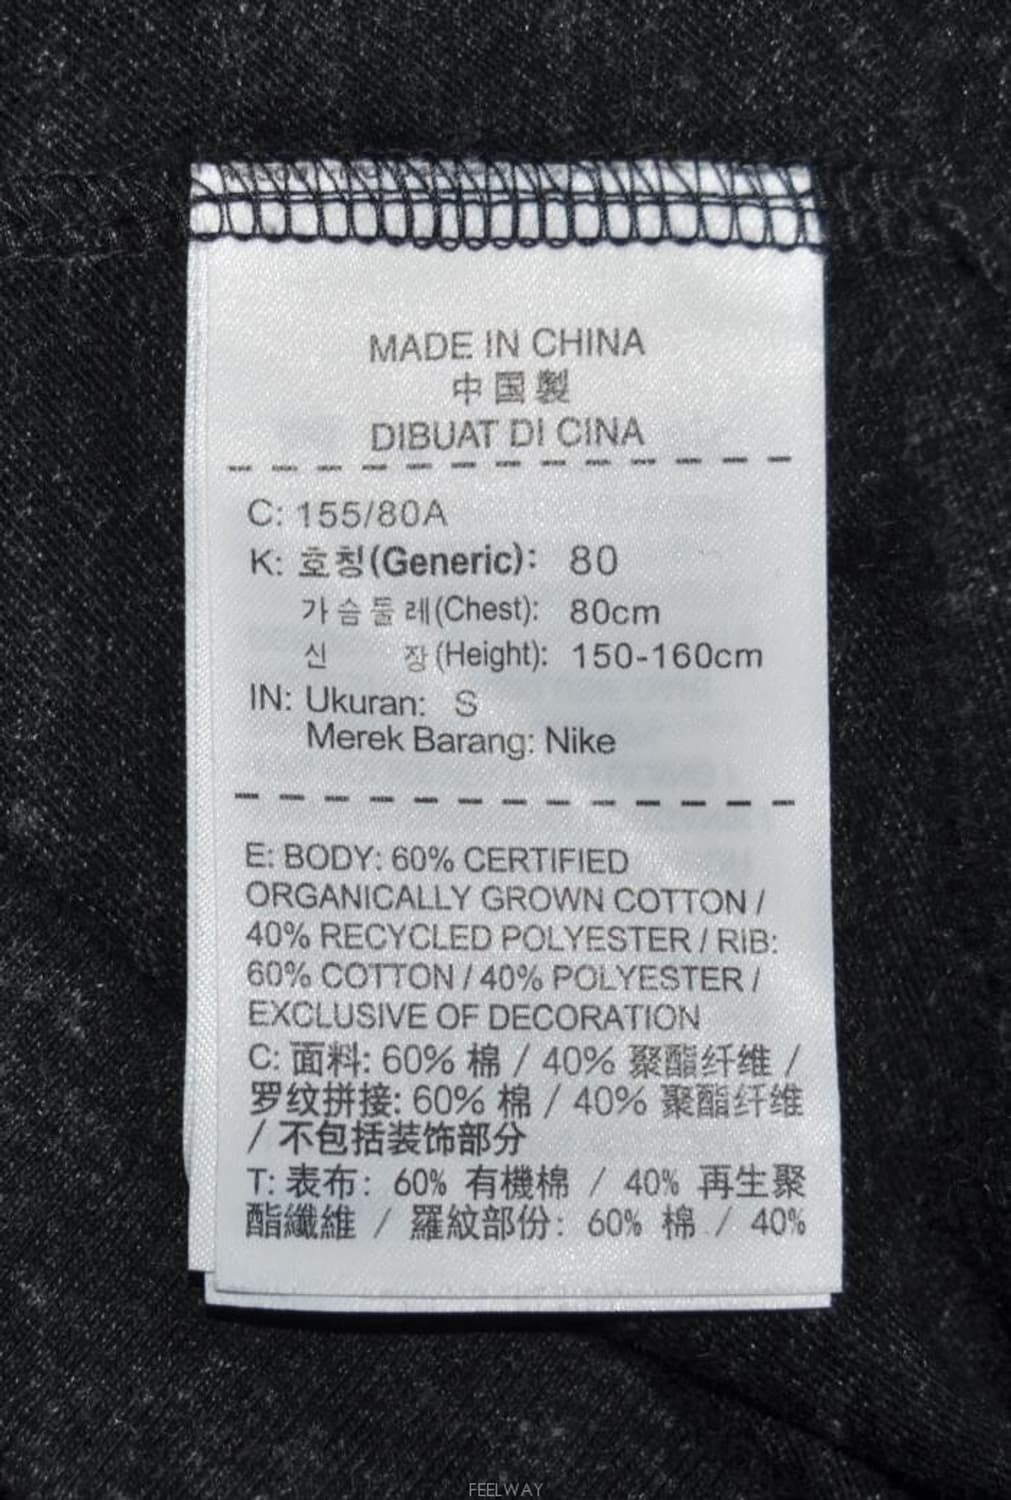 MADE IN CHINA
中国製
DIBUAT DI CINA
C: 155/80A
K: 호칭(Generic): 80
가슴둘레(Chest): 80cm
신 장(Height): 150-160cm
IN: Ukuran: S
Merek Barang: Nike
E: BODY: 60% CERTIFIED
ORGANICALLY GROWN COTTON /
40% RECYCLED POLYESTER / RIB:
60% COTTON / 40% POLYESTER /
EXCLUSIVE OF DECORATION
C: 面料: 60% 棉 / 40% 聚酯纤维 /
罗纹拼接: 60% 棉 / 40% 聚酯纤维
/ 不包括装饰部分
T: 表布: 60% 有機棉 / 40% 再生聚
酯纖維 / 羅紋部份: 60% 棉 / 40%
FEELWAY